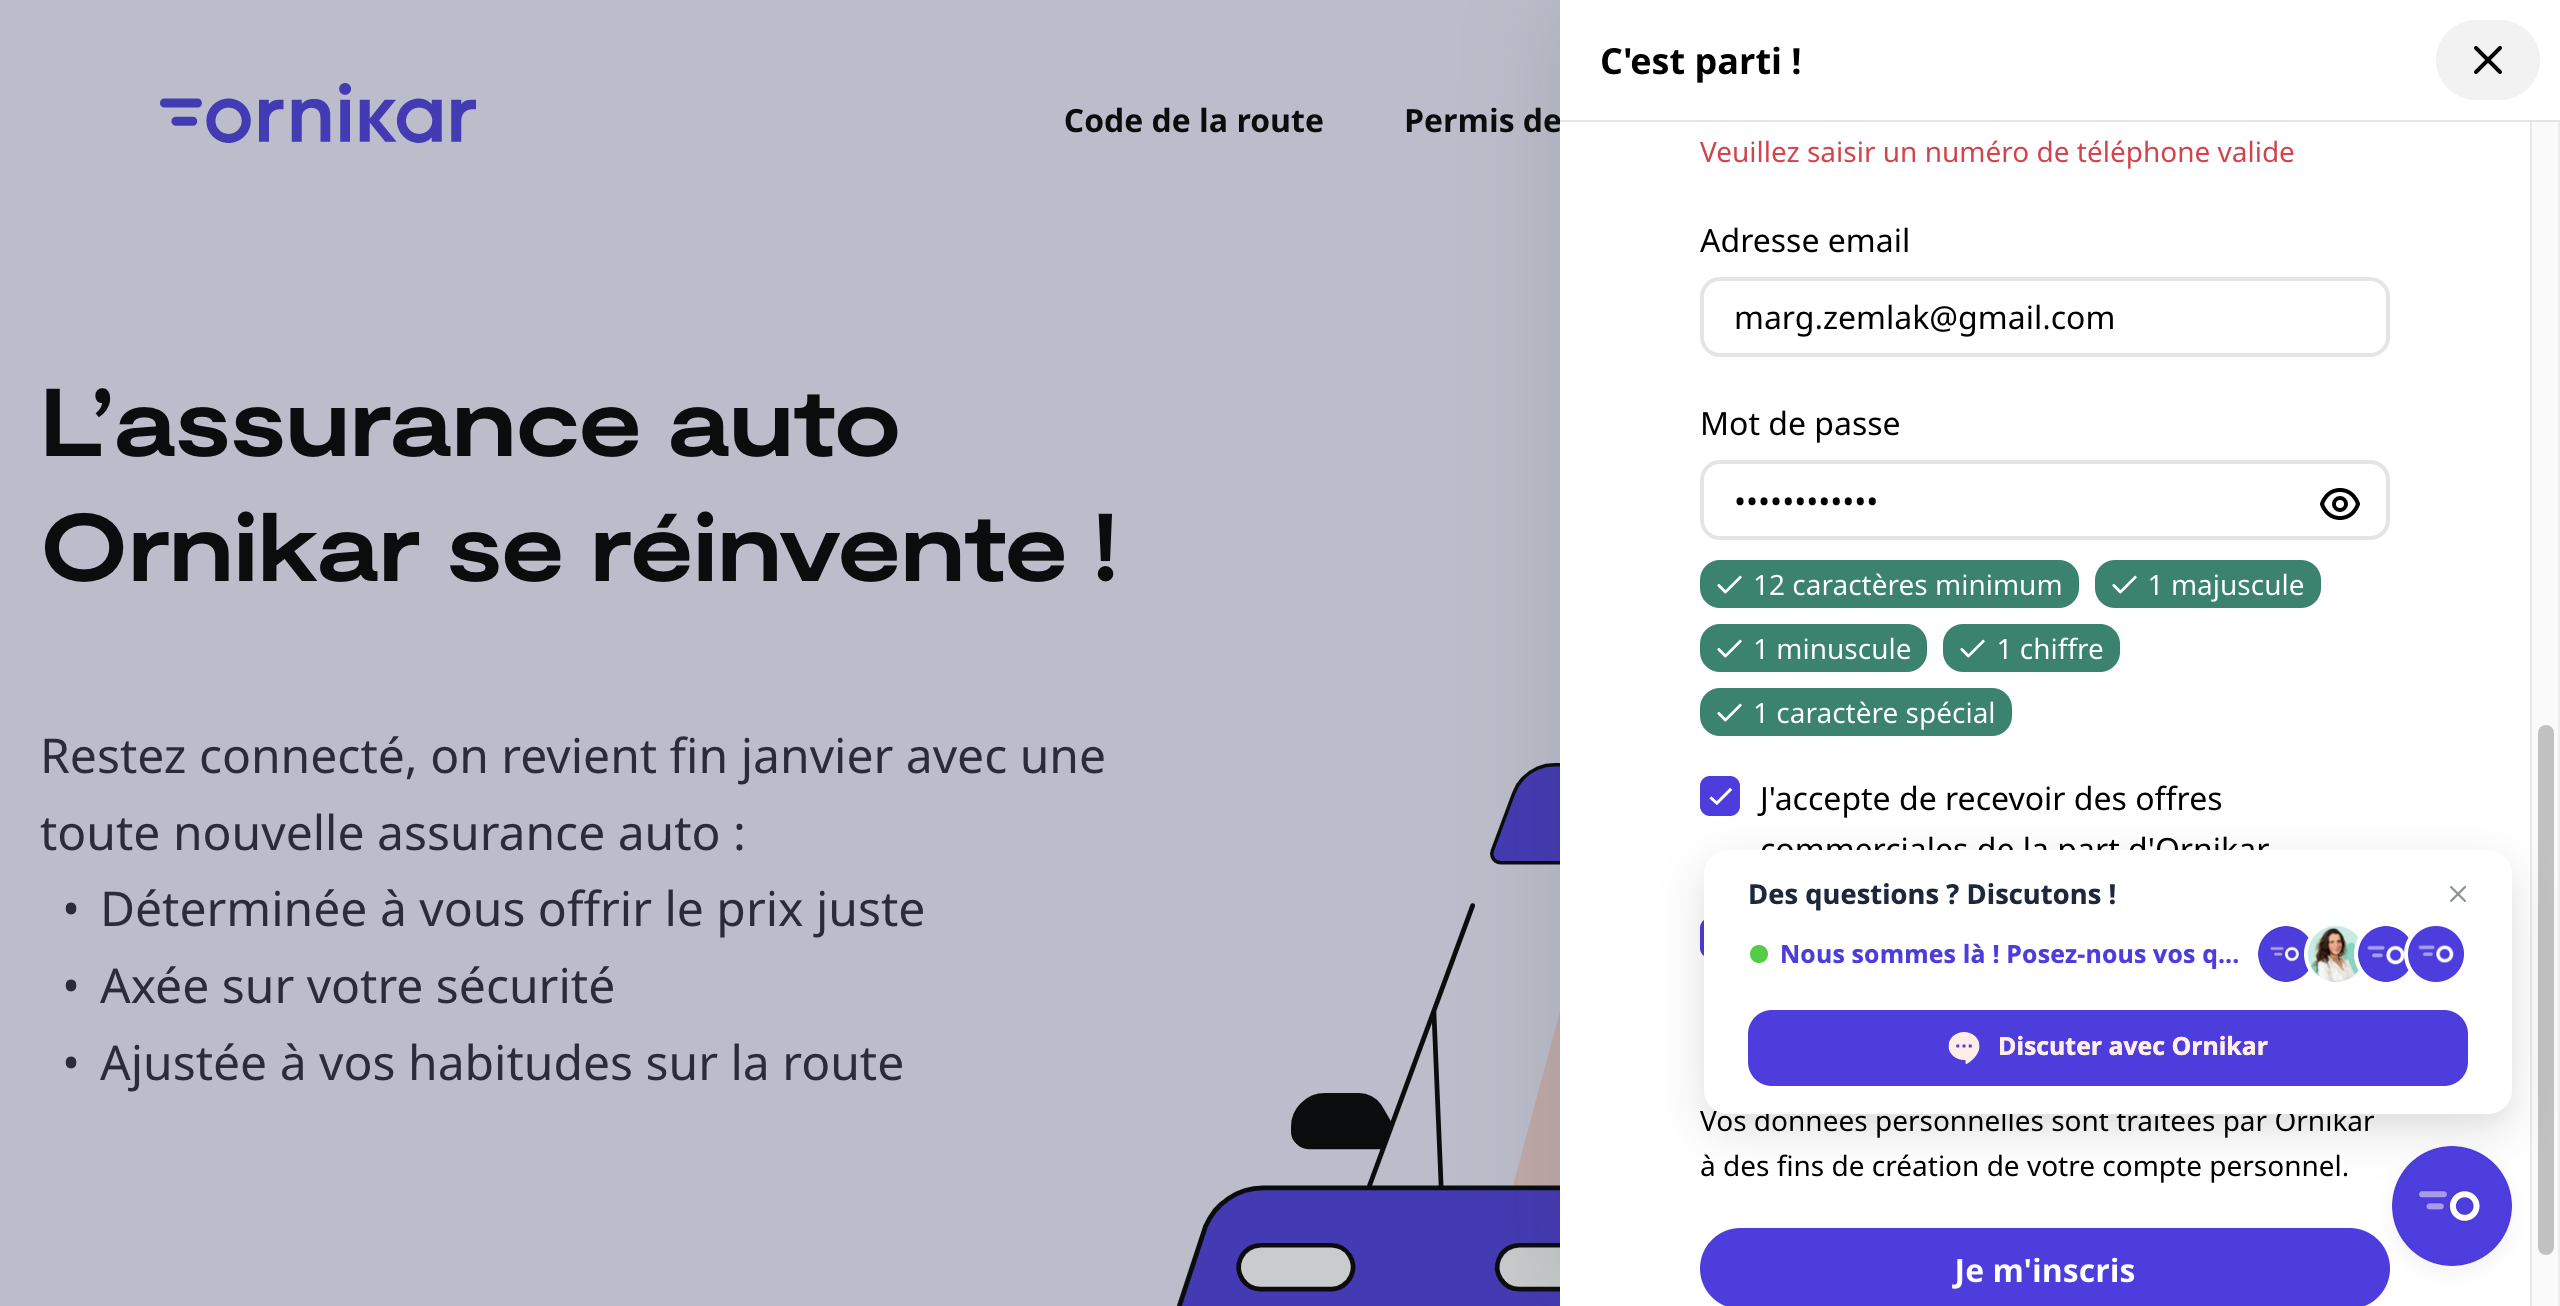 ornikar
Code de la route
Permis de
L’assurance auto
Ornikar se réinvente !
Restez connecté, on revient fin janvier avec une
toute nouvelle assurance auto :
• Déterminée à vous offrir le prix juste
• Axée sur votre sécurité
• Ajustée à vos habitudes sur la route
C'est parti !
Veuillez saisir un numéro de téléphone valide
Adresse email
marg.zemlak@gmail.com
Mot de passe
••••••••••••
12 caractères minimum
1 majuscule
1 minuscule
1 chiffre
1 caractère spécial
J'accepte de recevoir des offres
commerciales de la part d'Ornikar
Des questions ? Discutons !
Nous sommes là ! Posez-nous vos q...
Discuter avec Ornikar
Vos données personnelles sont traitées par Ornikar
à des fins de création de votre compte personnel.
Je m'inscris